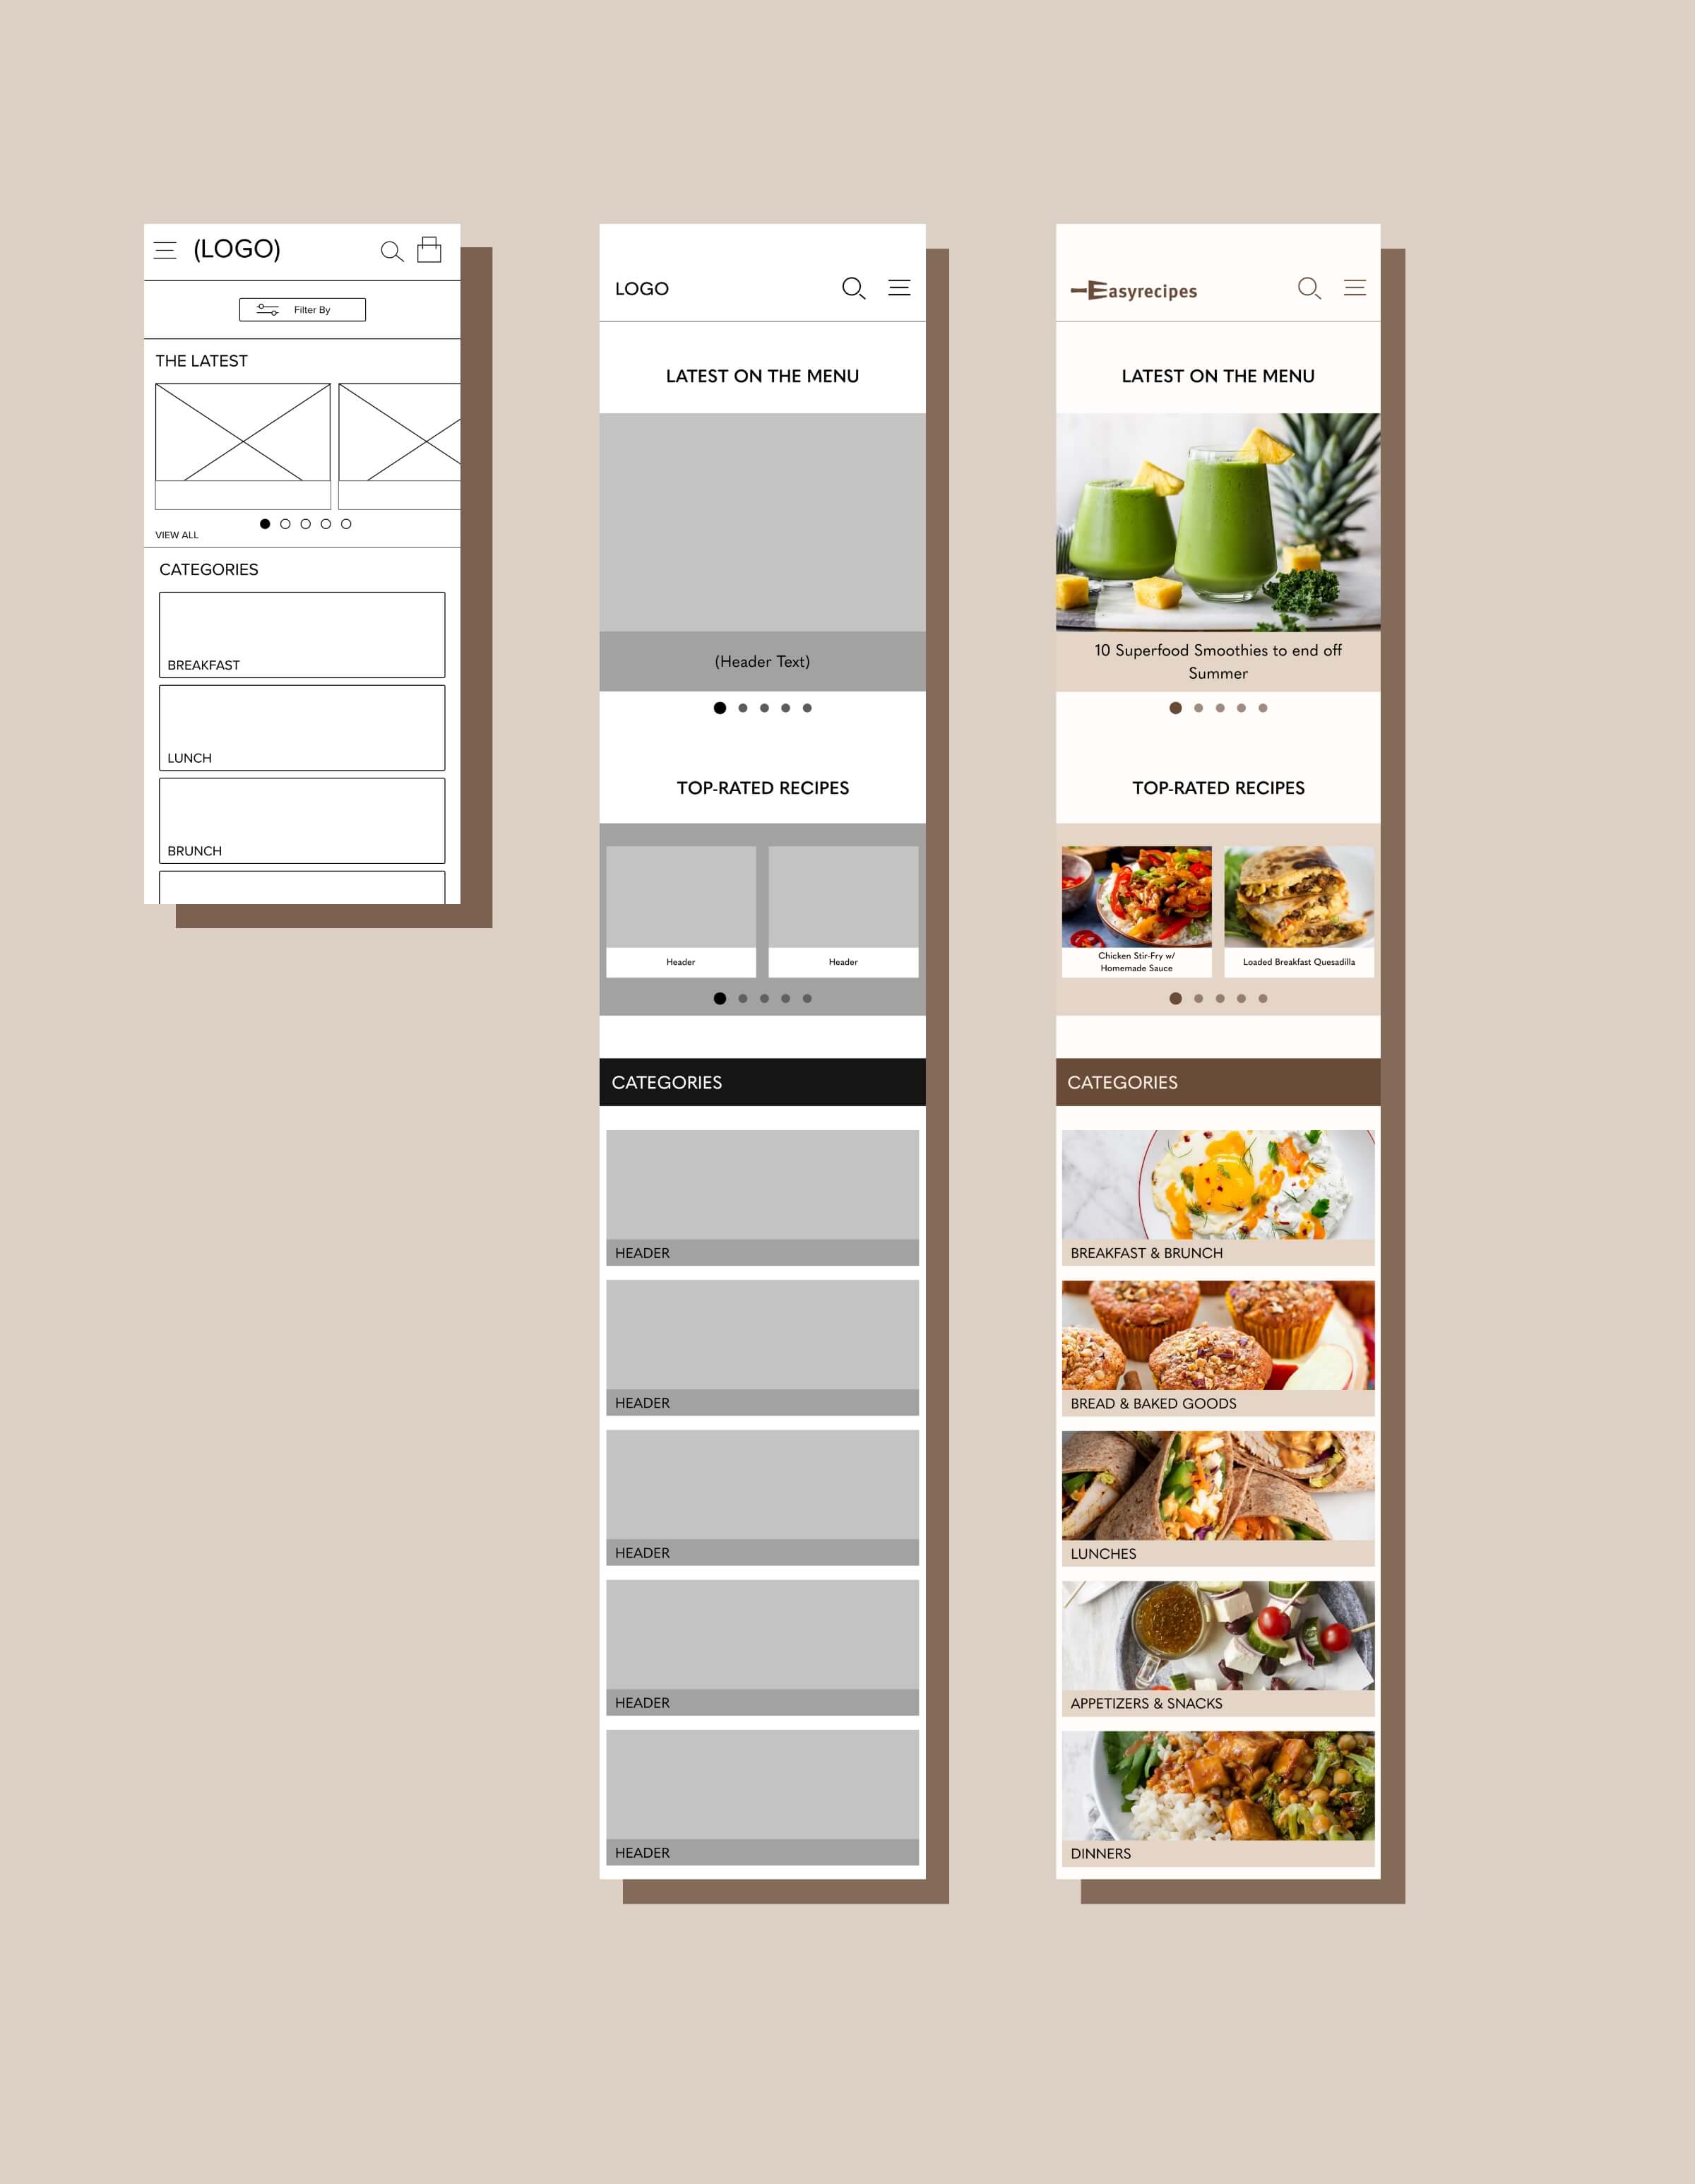 (LOGO)
Filter By
THE LATEST
VIEW ALL
CATEGORIES
BREAKFAST
LUNCH
BRUNCH
LOGO
LATEST ON THE MENU
(Header Text)
TOP-RATED RECIPES
Header
Header
CATEGORIES
HEADER
HEADER
HEADER
HEADER
HEADER
Easyrecipes
LATEST ON THE MENU
10 Superfood Smoothies to end off
Summer
TOP-RATED RECIPES
Chicken Stir-Fry w/
Homemade Sauce
Loaded Breakfast Quesadilla
CATEGORIES
BREAKFAST & BRUNCH
BREAD & BAKED GOODS
LUNCHES
APPETIZERS & SNACKS
DINNERS